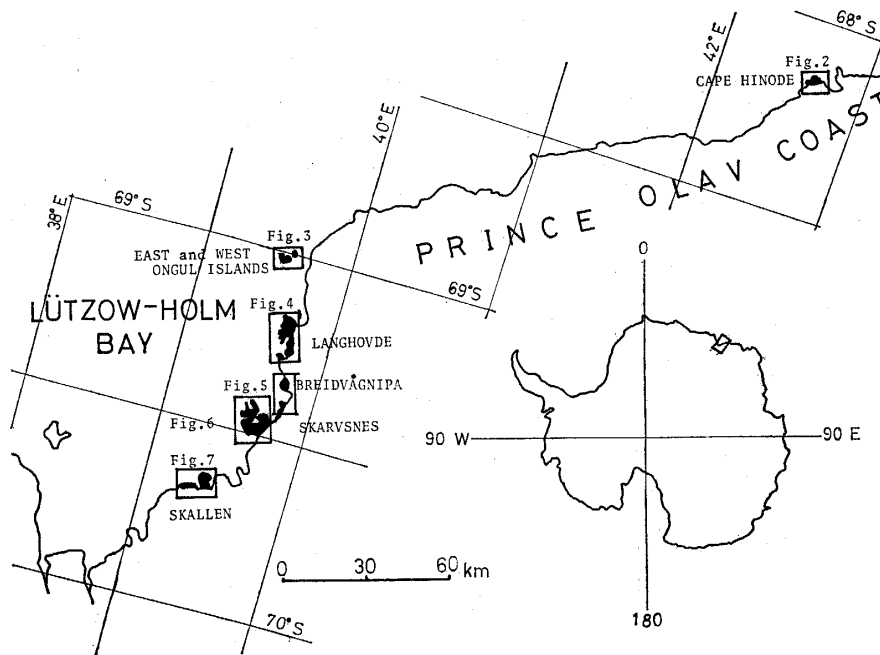 68°S
42°E
Fig.2
CAPE HINODE
40°E
PRINCE OLAV COAST
38°E
69°S
Fig.3
EAST and WEST
ONGUL ISLANDS
69°S
0
LÜTZOW-HOLM
BAY
Fig.4
LANGHOVDE
Fig.5
BREIDVÅGNIPA
Fig.6
SKARVSNES
90 W
90 E
Fig.7
SKALLEN
0 30 60 km
70°S
180